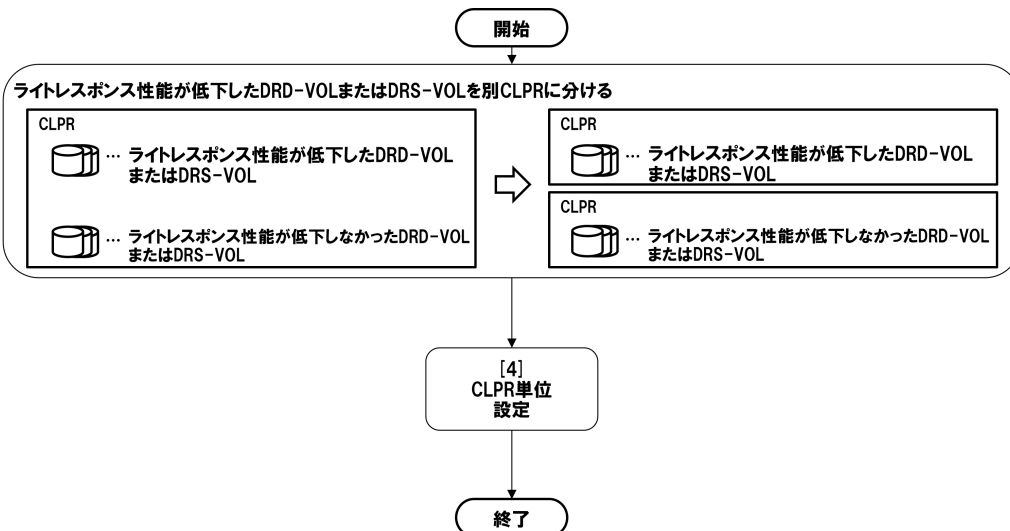 開始
ライトレスポンス性能が低下したDRD-VOLまたはDRS-VOLを別CLPRに分ける
CLPR
… ライトレスポンス性能が低下したDRD-VOL
またはDRS-VOL
… ライトレスポンス性能が低下しなかったDRD-VOL
またはDRS-VOL
CLPR
… ライトレスポンス性能が低下したDRD-VOL
またはDRS-VOL
CLPR
… ライトレスポンス性能が低下しなかったDRD-VOL
またはDRS-VOL
[4]
CLPR単位
設定
終了